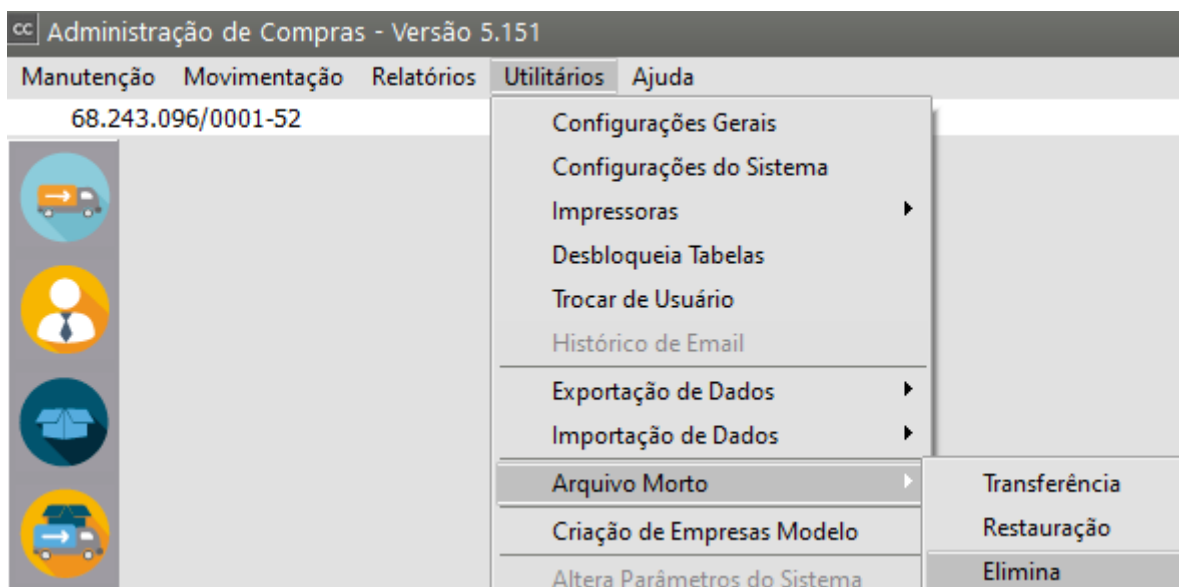 cc Administração de Compras - Versão 5.151
Manutenção Movimentação Relatórios Utilitários Ajuda
68.243.096/0001-52
Configurações Gerais
Configurações do Sistema
Impressoras
Desbloqueia Tabelas
Trocar de Usuário
Histórico de Email
Exportação de Dados
Importação de Dados
Arquivo Morto
Transferência
Restauração
Criação de Empresas Modelo
Elimina
Altera Parâmetros do Sistema